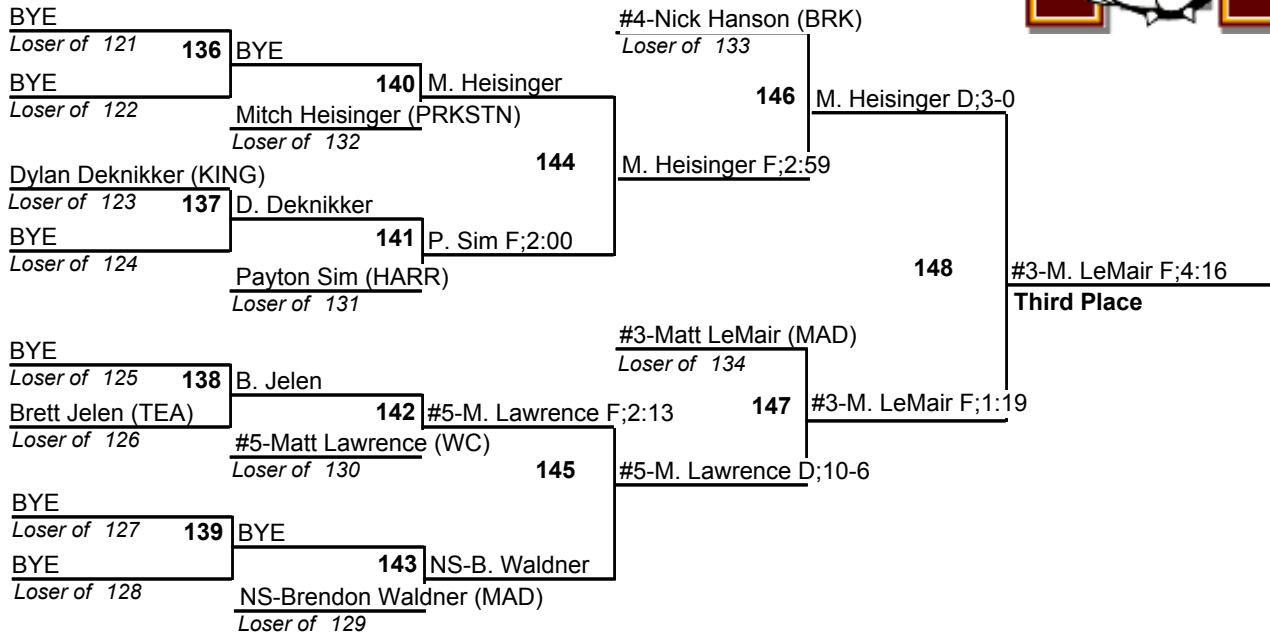 BYE
Loser of 121
136
BYE
BYE
Loser of 122
140
M. Heisinger
Mitch Heisinger (PRKSTN)
Loser of 132
Dylan Deknikker (KING)
Loser of 123
137
D. Deknikker
BYE
Loser of 124
141
P. Sim F;2:00
Payton Sim (HARR)
Loser of 131
144
M. Heisinger F;2:59
#4-Nick Hanson (BRK)
Loser of 133
146
M. Heisinger D;3-0
BYE
Loser of 125
138
B. Jelen
Brett Jelen (TEA)
Loser of 126
142
#5-M. Lawrence F;2:13
#5-Matt Lawrence (WC)
Loser of 130
BYE
Loser of 127
139
BYE
BYE
Loser of 128
143
NS-B. Waldner
NS-Brendon Waldner (MAD)
Loser of 129
145
#5-M. Lawrence D;10-6
#3-Matt LeMair (MAD)
Loser of 134
147
#3-M. LeMair F;1:19
148
#3-M. LeMair F;4:16
Third Place